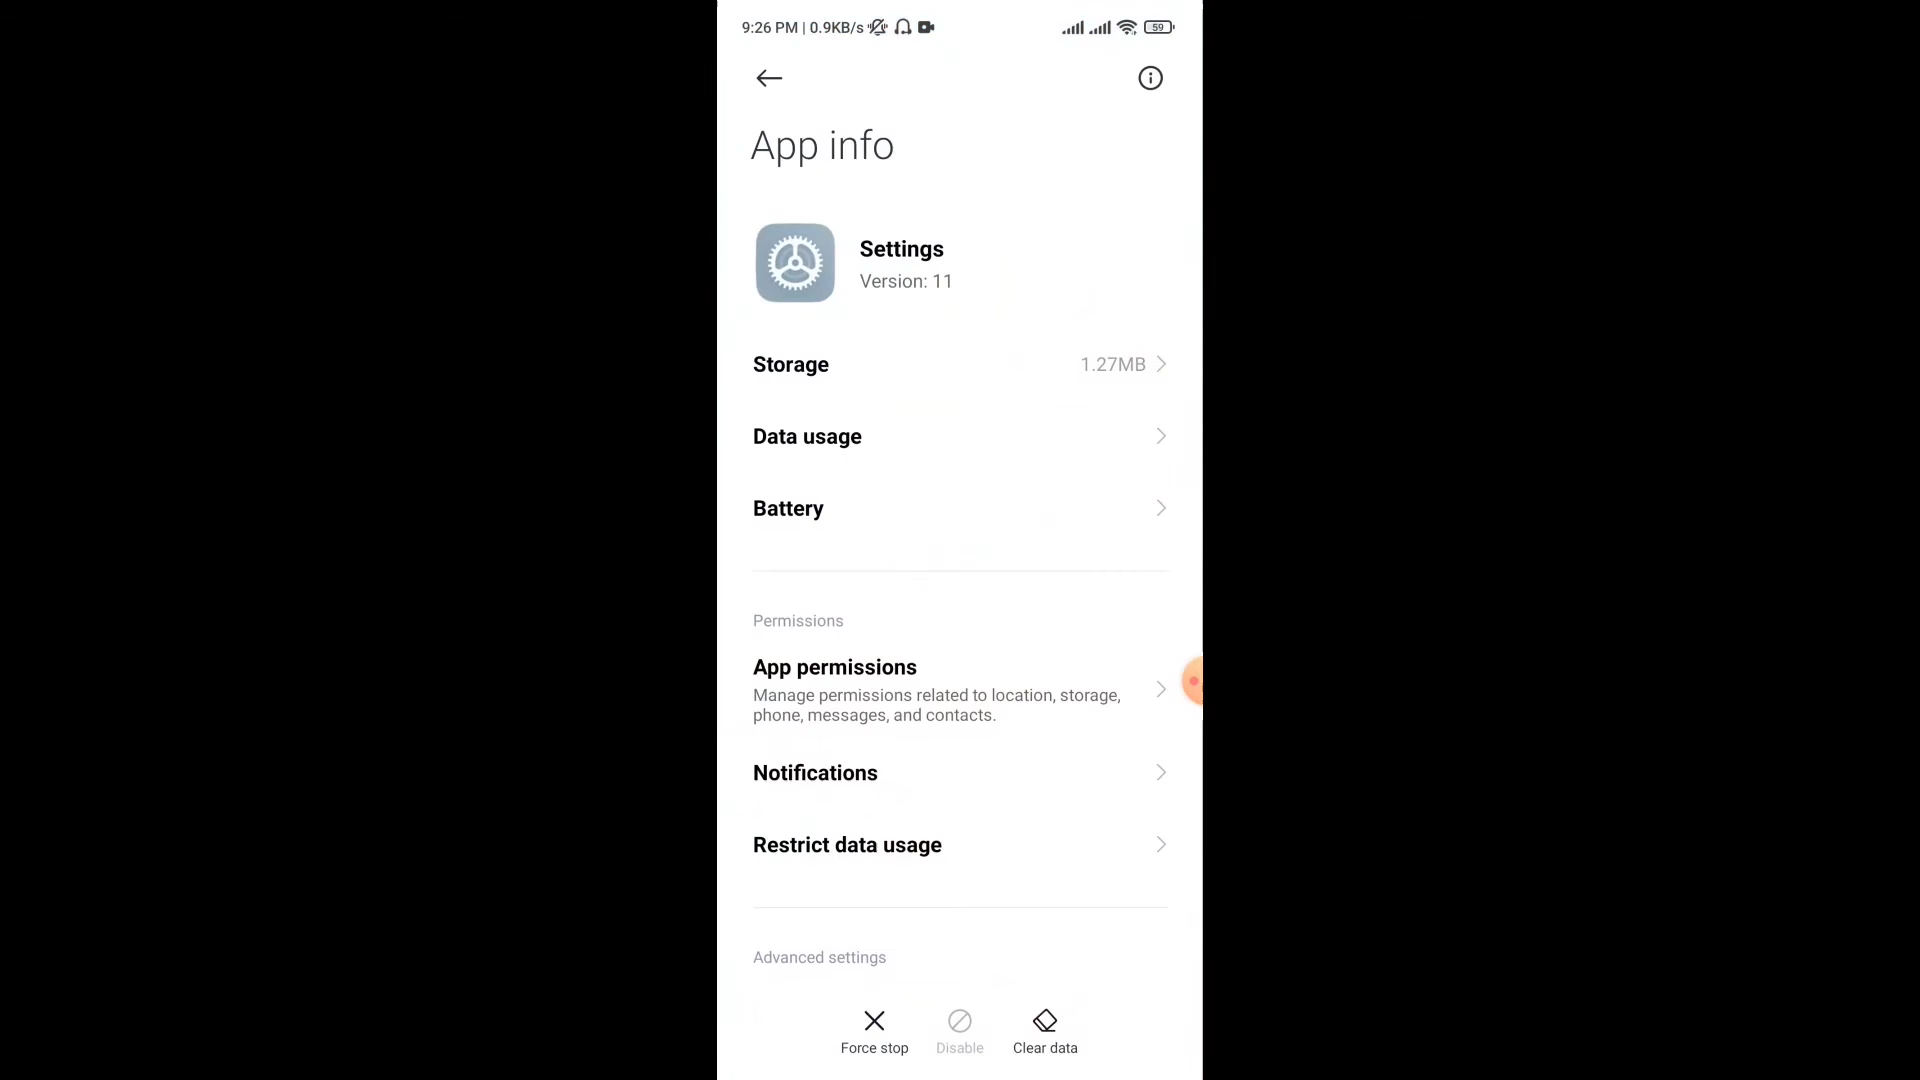 9:26 PM | 0.9KB/s 59
App info
Settings
Version: 11
Storage 1.27MB
Data usage
Battery
Permissions
App permissions
Manage permissions related to location, storage,
phone, messages, and contacts.
Notifications
Restrict data usage
Advanced settings
Force stop Disable Clear data